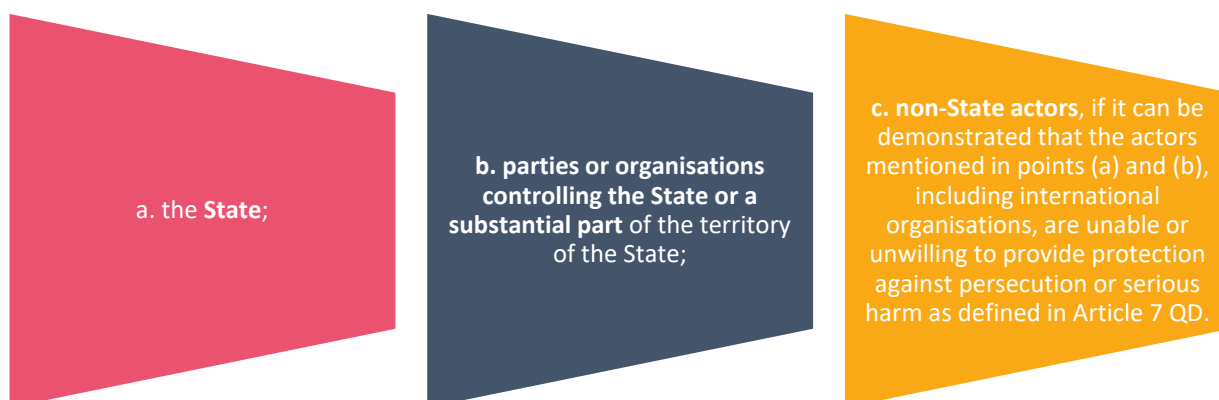 a. the State;
b. parties or organisations
controlling the State or a
substantial part of the territory
of the State;
c. non-State actors, if it can be
demonstrated that the actors
mentioned in points (a) and (b),
including international
organisations, are unable or
unwilling to provide protection
against persecution or serious
harm as defined in Article 7 QD.